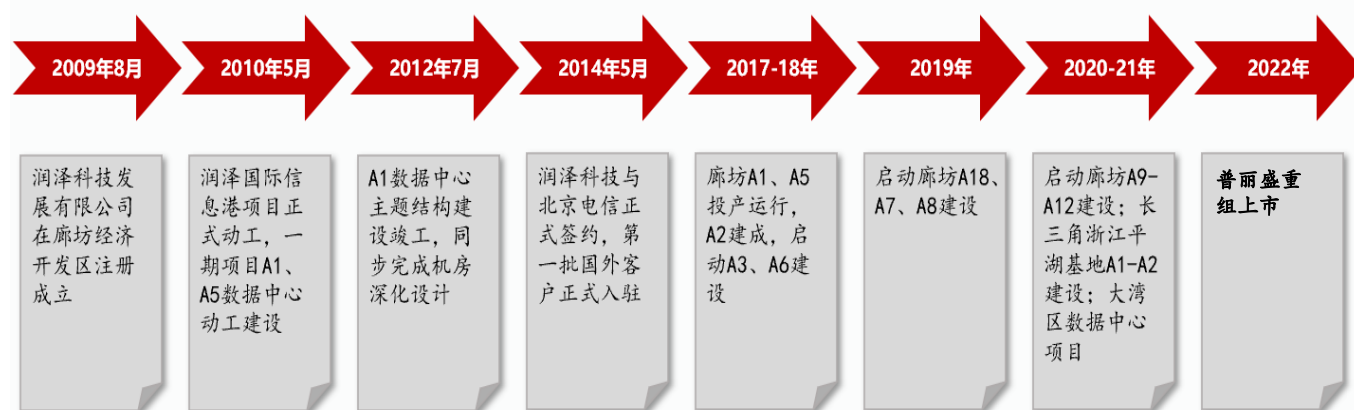 2009年8月
2010年5月
2012年7月
2014年5月
2017-18年
2019年
2020-21年
2022年
润泽科技发
展有限公司
在廊坊经济
开发区注册
成立
润泽国际信
息港项目正
式动工，一
期项目A1、
A5数据中心
动工建设
A1数据中心
主题结构建
设竣工，同
步完成机房
深化设计
润泽科技与
北京电信正
式签约，第
一批国外客
户正式入驻
廊坊A1、A5
投产运行，
A2建成，启
动A3、A6建
设
启动廊坊A18、
A7、A8建设
启动廊坊A9-
A12建设；长
三角浙江平
湖基地A1-A2
建设；大湾
区数据中心
项目
普丽盛重
组上市